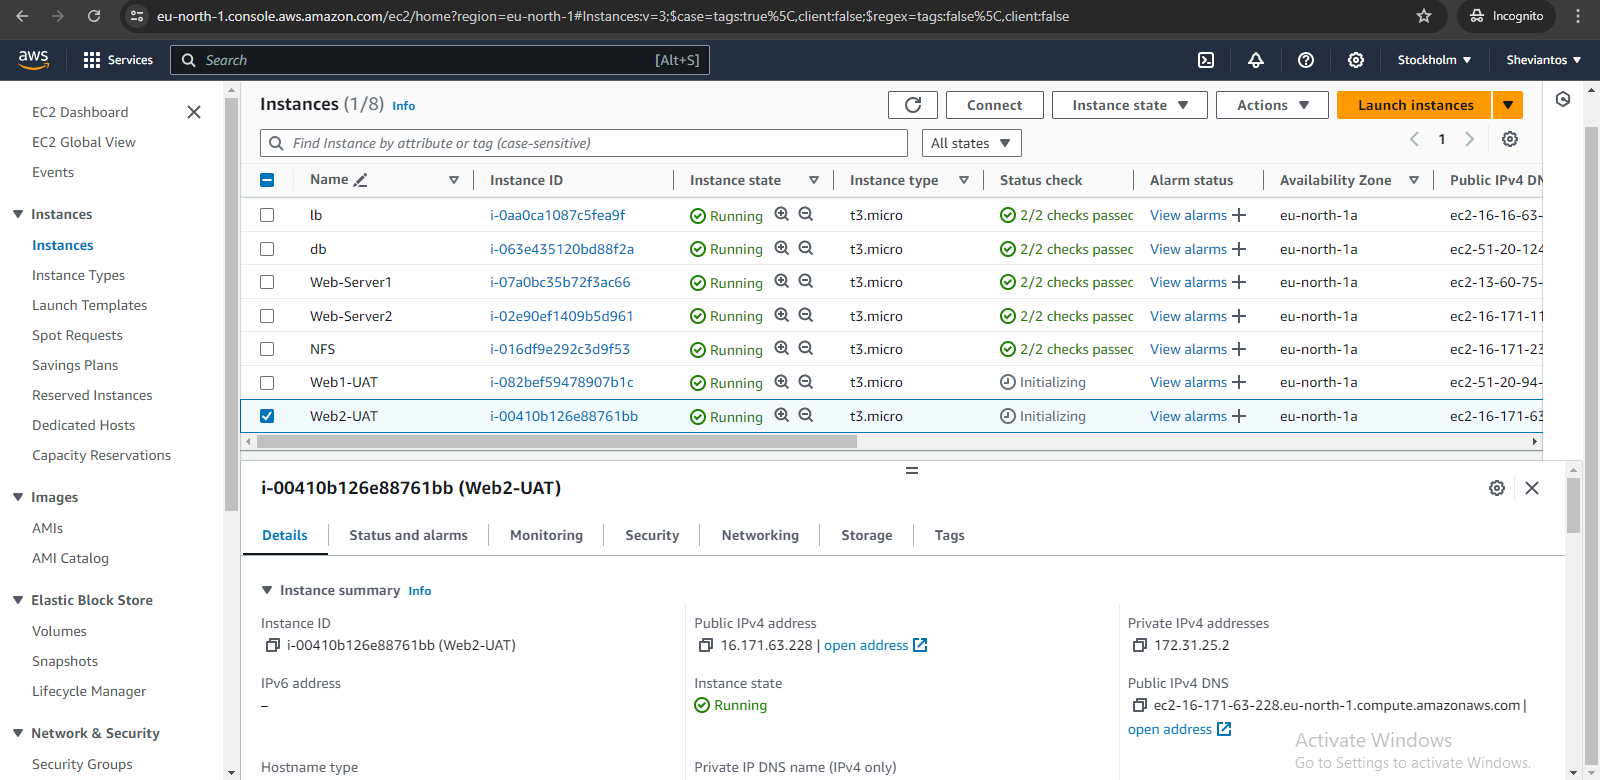 eu-north-1.console.aws.amazon.com/ec2/home?region=eu-north-1#Instances:v=3;$case=tags:true%5C,client:false;$regex=tags:false%5C,client:false
Incognito
aws
Services
Search
[Alt+S]
Stockholm
Sheviantos
EC2 Dashboard
EC2 Global View
Events
Instances
Instances
Instance Types
Launch Templates
Spot Requests
Savings Plans
Reserved Instances
Dedicated Hosts
Capacity Reservations
Images
AMIs
AMI Catalog
Elastic Block Store
Volumes
Snapshots
Lifecycle Manager
Network & Security
Security Groups
Instances (1/8) Info
Connect
Instance state
Actions
Launch instances
Find Instance by attribute or tag (case-sensitive)
All states
1
Name Instance ID Instance state Instance type Status check Alarm status Availability Zone Public IPv4 DN
lb i-0aa0ca1087c5fea9f Running t3.micro 2/2 checks passec View alarms eu-north-1a ec2-16-16-63-
db i-063e435120bd88f2a Running t3.micro 2/2 checks passec View alarms eu-north-1a ec2-51-20-124
Web-Server1 i-07a0bc35b72f3ac66 Running t3.micro 2/2 checks passec View alarms eu-north-1a ec2-13-60-75-
Web-Server2 i-02e90ef1409b5d961 Running t3.micro 2/2 checks passec View alarms eu-north-1a ec2-16-171-11
NFS i-016df9e292c3d9f53 Running t3.micro 2/2 checks passec View alarms eu-north-1a ec2-16-171-23
Web1-UAT i-082bef59478907b1c Running t3.micro Initializing View alarms eu-north-1a ec2-51-20-94-
Web2-UAT i-00410b126e88761bb Running t3.micro Initializing View alarms eu-north-1a ec2-16-171-63
i-00410b126e88761bb (Web2-UAT)
Details
Status and alarms
Monitoring
Security
Networking
Storage
Tags
Instance summary Info
Instance ID
i-00410b126e88761bb (Web2-UAT)
Public IPv4 address
16.171.63.228 | open address
Private IPv4 addresses
172.31.25.2
IPv6 address
–
Instance state
Running
Public IPv4 DNS
ec2-16-171-63-228.eu-north-1.compute.amazonaws.com |
open address
Hostname type
Private IP DNS name (IPv4 only)
Activate Windows
Go to Settings to activate Windows.